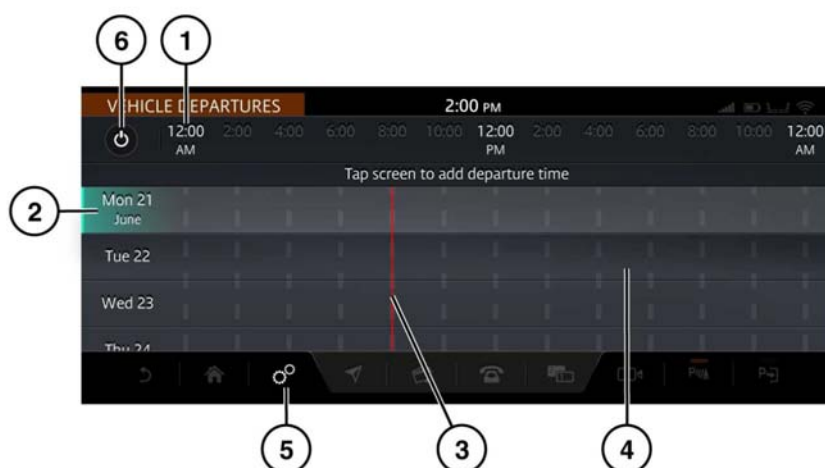 6 1
VEHICLE DEPARTURES 2:00 PM
12:00 2:00 4:00 6:00 8:00 10:00 12:00 2:00 4:00 6:00 8:00 10:00 12:00
AM PM AM
Tap screen to add departure time
Mon 21
June
2
Tue 22
Wed 23
Thu 24
5 3 4